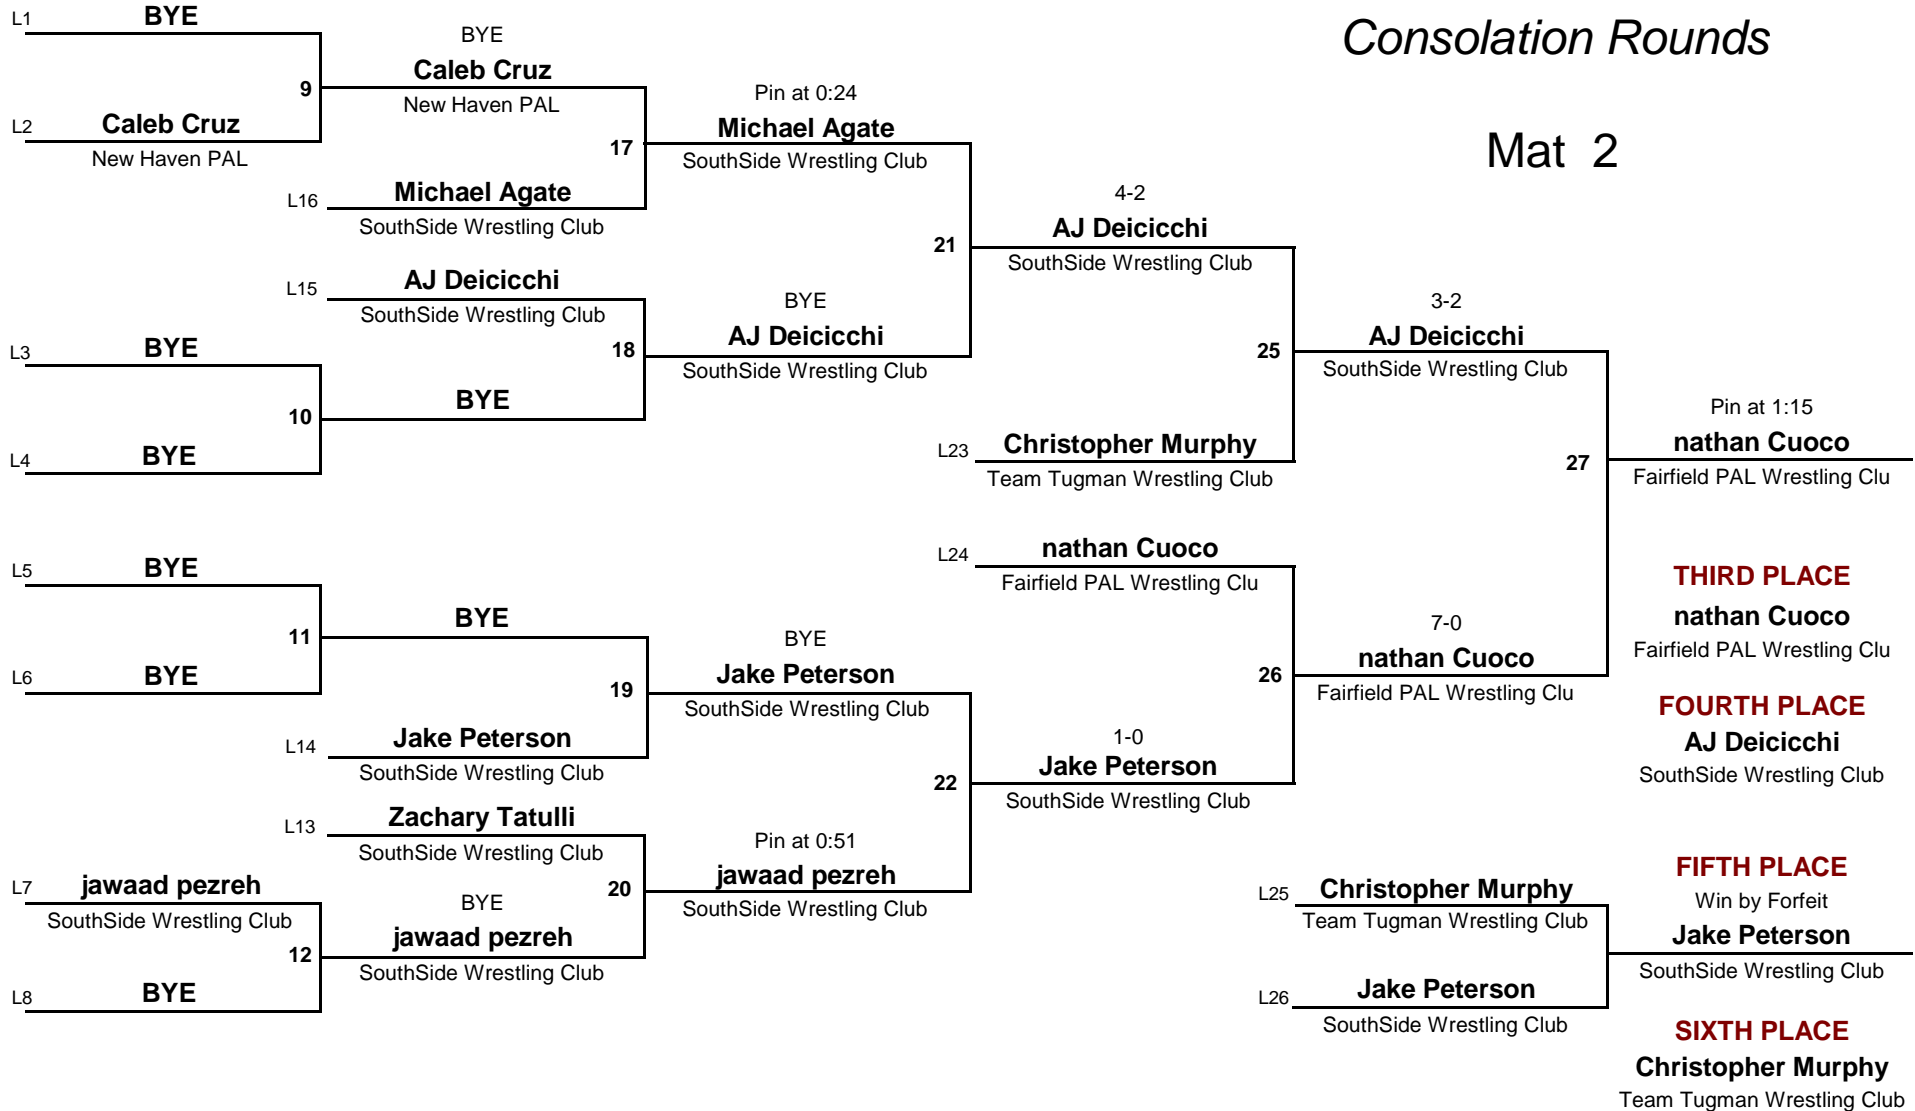 Consolation Rounds
Mat 2
L1
BYE
9
L2
Caleb Cruz
New Haven PAL
L3
BYE
10
L4
BYE
L5
BYE
11
L6
BYE
L7
jawaad pezreh
SouthSide Wrestling Club
12
L8
BYE
BYE
Caleb Cruz
New Haven PAL
17
L16
Michael Agate
SouthSide Wrestling Club
L15
AJ Deicicchi
SouthSide Wrestling Club
18
BYE
BYE
19
L14
Jake Peterson
SouthSide Wrestling Club
L13
Zachary Tatulli
SouthSide Wrestling Club
20
BYE
jawaad pezreh
SouthSide Wrestling Club
Pin at 0:24
Michael Agate
SouthSide Wrestling Club
21
BYE
AJ Deicicchi
SouthSide Wrestling Club
BYE
Jake Peterson
SouthSide Wrestling Club
22
Pin at 0:51
jawaad pezreh
SouthSide Wrestling Club
4-2
AJ Deicicchi
SouthSide Wrestling Club
25
L23
Christopher Murphy
Team Tugman Wrestling Club
L24
nathan Cuoco
Fairfield PAL Wrestling Clu
26
1-0
Jake Peterson
SouthSide Wrestling Club
3-2
AJ Deicicchi
SouthSide Wrestling Club
27
7-0
nathan Cuoco
Fairfield PAL Wrestling Clu
L25
Christopher Murphy
Team Tugman Wrestling Club
L26
Jake Peterson
SouthSide Wrestling Club
Pin at 1:15
nathan Cuoco
Fairfield PAL Wrestling Clu
THIRD PLACE
nathan Cuoco
Fairfield PAL Wrestling Clu
FOURTH PLACE
AJ Deicicchi
SouthSide Wrestling Club
FIFTH PLACE
Win by Forfeit
Jake Peterson
SouthSide Wrestling Club
SIXTH PLACE
Christopher Murphy
Team Tugman Wrestling Club